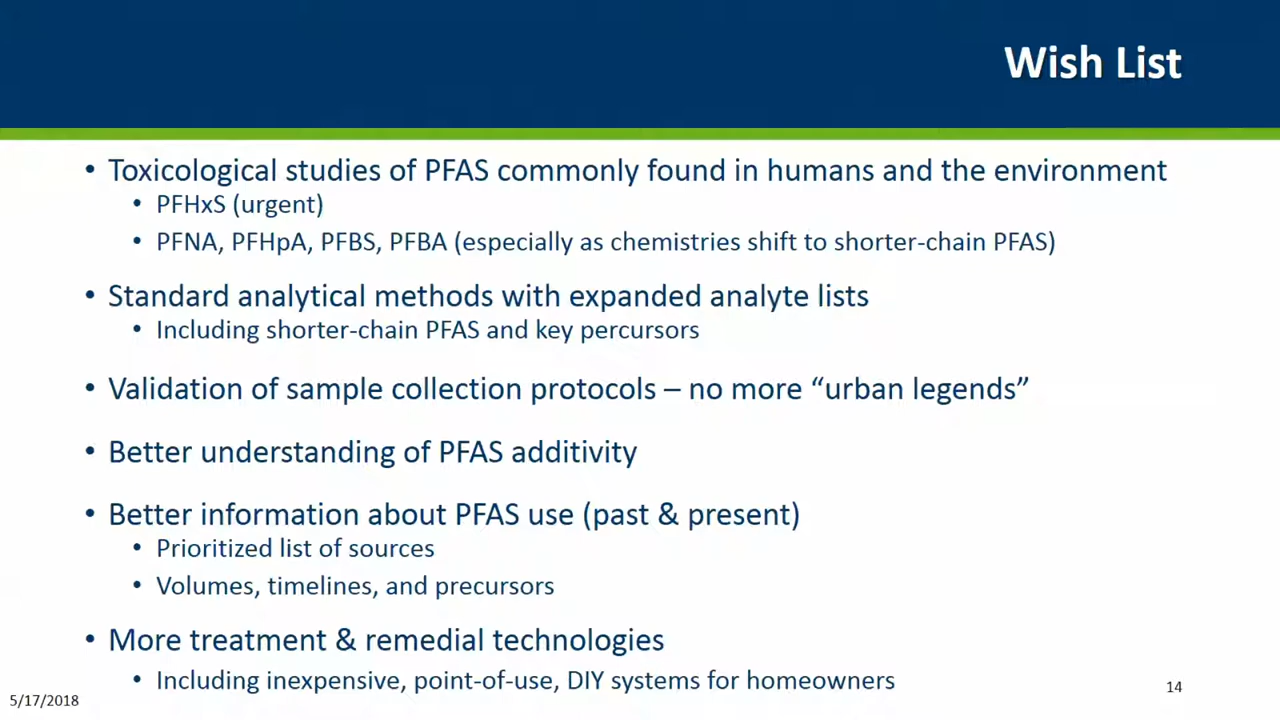 Wish List
• Toxicological studies of PFAS commonly found in humans and the environment
• PFHxS (urgent)
• PFNA, PFHpA, PFBS, PFBA (especially as chemistries shift to shorter-chain PFAS)
• Standard analytical methods with expanded analyte lists
• Including shorter-chain PFAS and key percursors
• Validation of sample collection protocols – no more “urban legends”
• Better understanding of PFAS additivity
• Better information about PFAS use (past & present)
• Prioritized list of sources
• Volumes, timelines, and precursors
• More treatment & remedial technologies
• Including inexpensive, point-of-use, DIY systems for homeowners
5/17/2018
14